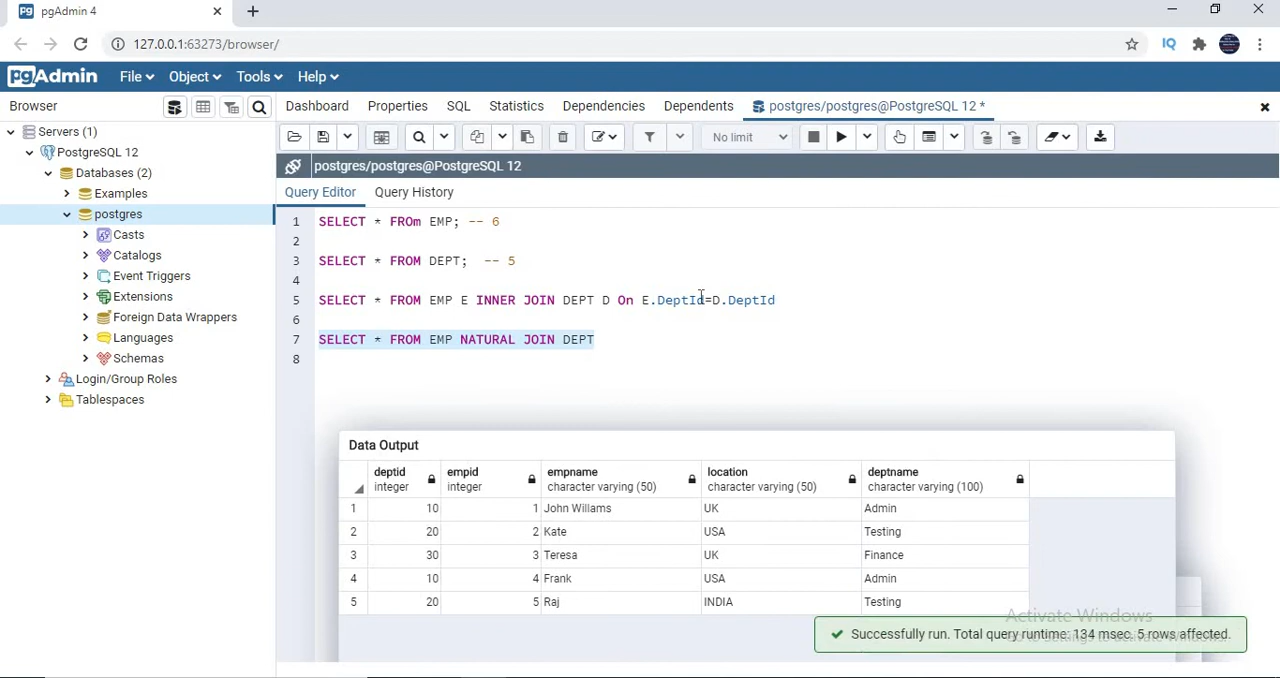 pgAdmin 4
127.0.0.1:63273/browser/
IQ
pgAdmin File Object Tools Help
Browser
Dashboard Properties SQL Statistics Dependencies Dependents postgres/postgres@PostgreSQL 12 *
Servers (1)
PostgreSQL 12
Databases (2)
Examples
postgres
Casts
Catalogs
Event Triggers
Extensions
Foreign Data Wrappers
Languages
Schemas
Login/Group Roles
Tablespaces
No limit
postgres/postgres@PostgreSQL 12
Query Editor Query History
1 SELECT * FROm EMP; -- 6
2
3 SELECT * FROM DEPT;  -- 5
4
5 SELECT * FROM EMP E INNER JOIN DEPT D On E.DeptId=D.DeptId
6
7 SELECT * FROM EMP NATURAL JOIN DEPT
8
Data Output
deptid empid empname location deptname
integer integer character varying (50) character varying (50) character varying (100)
1 10 1 John Willams UK Admin
2 20 2 Kate USA Testing
3 30 3 Teresa UK Finance
4 10 4 Frank USA Admin
5 20 5 Raj INDIA Testing
Activate Windows
Successfully run. Total query runtime: 134 msec. 5 rows affected.